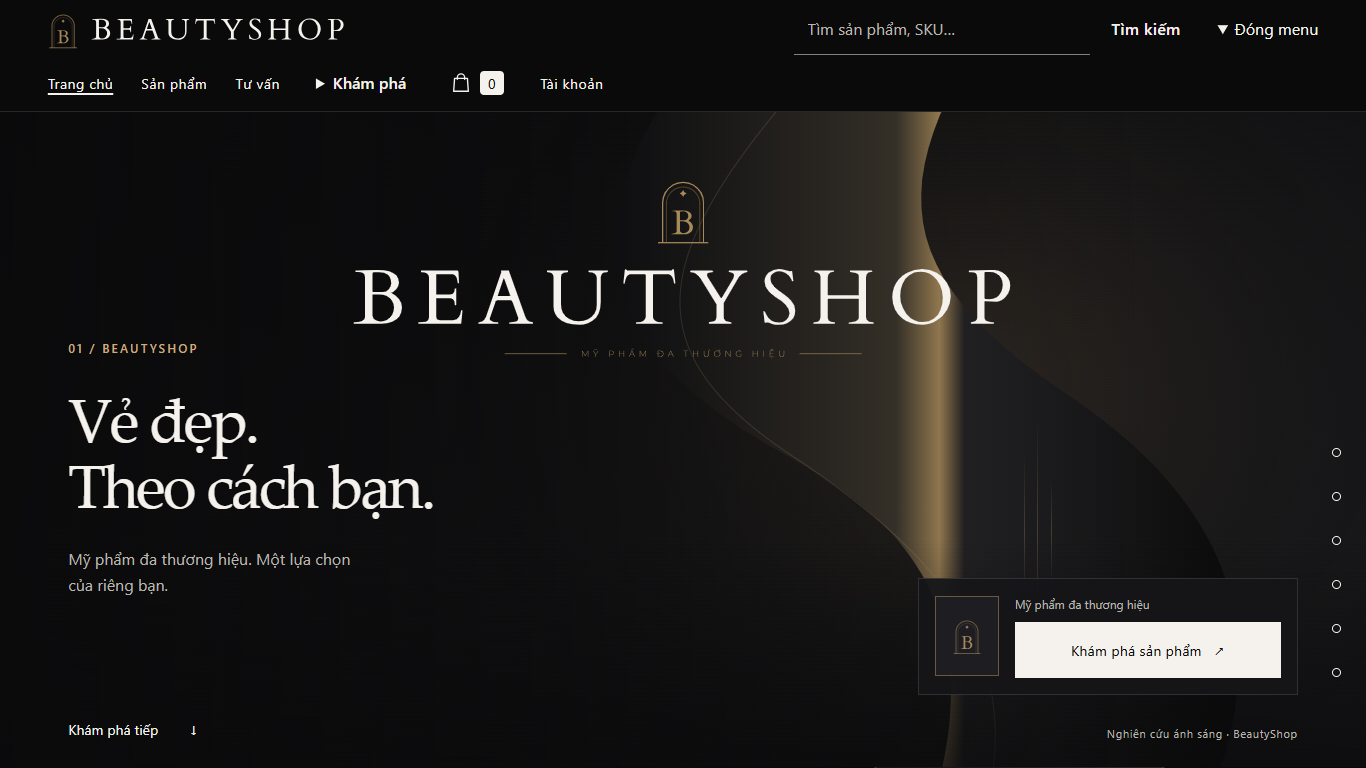 B BEAUTYSHOP
Tìm sản phẩm, SKU...
Tìm kiếm
▼ Đóng menu
Trang chủ
Sản phẩm
Tư vấn
▶ Khám phá
0
Tài khoản
B
BEAUTYSHOP
MỸ PHẨM ĐA THƯƠNG HIỆU
01 / BEAUTYSHOP
Vẻ đẹp.
Theo cách bạn.
Mỹ phẩm đa thương hiệu. Một lựa chọn
của riêng bạn.
B
Mỹ phẩm đa thương hiệu
Khám phá sản phẩm ↗
Khám phá tiếp ↓
Nghiên cứu ánh sáng · BeautyShop